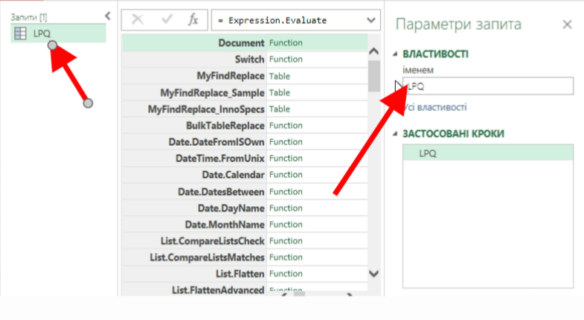 Запити [1]
LPQ
fx = Expression.Evaluate
Document Function
Switch Function
MyFindReplace Table
MyFindReplace_Sample Table
MyFindReplace_InnoSpecs Table
BulkTableReplace Function
Date.DateFromISOwn Function
DateTime.FromUnix Function
Date.Calendar Function
Date.DatesBetween Function
Date.DayName Function
Date.MonthName Function
List.CompareListsCheck Function
List.CompareListsMatches Function
List.Flatten Function
List.FlattenAdvanced Function
Параметри запита
ВЛАСТИВОСТІ
іменем
LPQ
Усі властивості
ЗАСТОСОВАНІ КРОКИ
LPQ